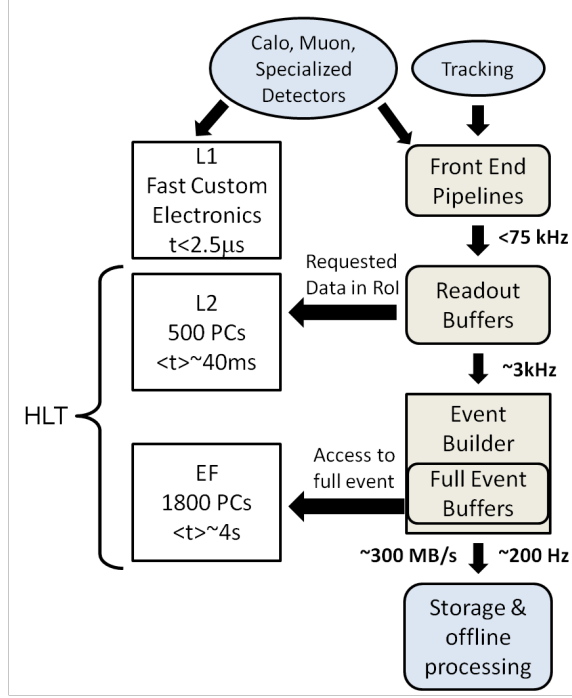 Calo, Muon,
Specialized
Detectors
Tracking
L1
Fast Custom
Electronics
t<2.5μs
Front End
Pipelines
<75 kHz
Requested
Data in RoI
L2
500 PCs
<t>~40ms
Readout
Buffers
~3kHz
HLT
Event
Builder
Access to
full event
Full Event
Buffers
EF
1800 PCs
<t>~4s
~300 MB/s
~200 Hz
Storage &
offline
processing